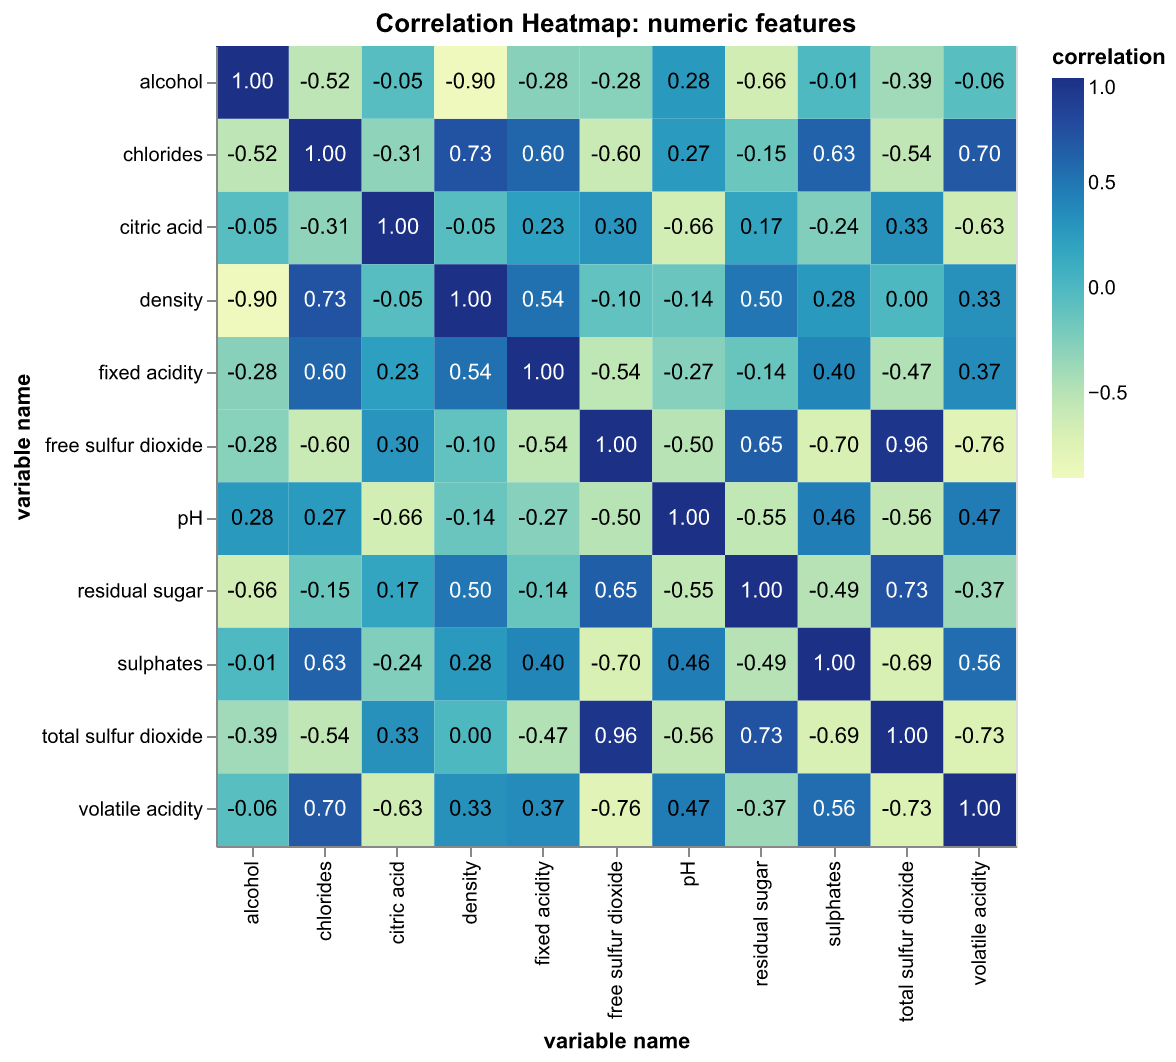 Correlation Heatmap: numeric features
correlation
1.0
0.5
0.0
−0.5
variable name
alcohol 1.00 -0.52 -0.05 -0.90 -0.28 -0.28 0.28 -0.66 -0.01 -0.39 -0.06
chlorides -0.52 1.00 -0.31 0.73 0.60 -0.60 0.27 -0.15 0.63 -0.54 0.70
citric acid -0.05 -0.31 1.00 -0.05 0.23 0.30 -0.66 0.17 -0.24 0.33 -0.63
density -0.90 0.73 -0.05 1.00 0.54 -0.10 -0.14 0.50 0.28 0.00 0.33
fixed acidity -0.28 0.60 0.23 0.54 1.00 -0.54 -0.27 -0.14 0.40 -0.47 0.37
free sulfur dioxide -0.28 -0.60 0.30 -0.10 -0.54 1.00 -0.50 0.65 -0.70 0.96 -0.76
pH 0.28 0.27 -0.66 -0.14 -0.27 -0.50 1.00 -0.55 0.46 -0.56 0.47
residual sugar -0.66 -0.15 0.17 0.50 -0.14 0.65 -0.55 1.00 -0.49 0.73 -0.37
sulphates -0.01 0.63 -0.24 0.28 0.40 -0.70 0.46 -0.49 1.00 -0.69 0.56
total sulfur dioxide -0.39 -0.54 0.33 0.00 -0.47 0.96 -0.56 0.73 -0.69 1.00 -0.73
volatile acidity -0.06 0.70 -0.63 0.33 0.37 -0.76 0.47 -0.37 0.56 -0.73 1.00
alcohol
chlorides
citric acid
density
fixed acidity
free sulfur dioxide
pH
residual sugar
sulphates
total sulfur dioxide
volatile acidity
variable name